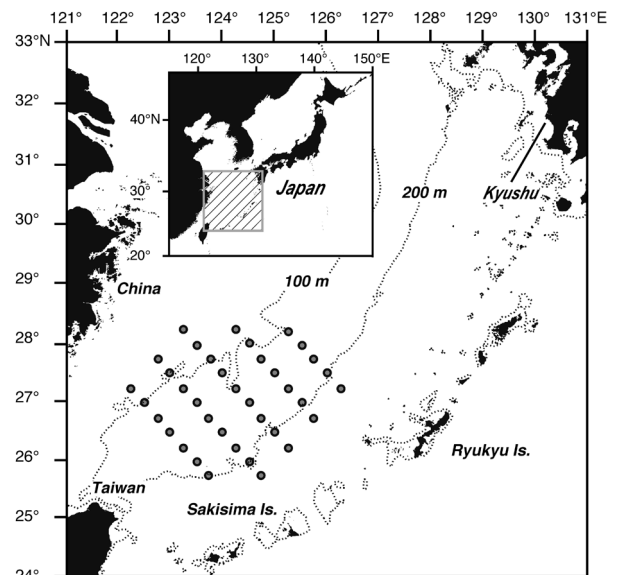 121° 122° 123° 124° 125° 126° 127° 128° 129° 130° 131°E
33°N
120° 130° 140° 150°E
32°
40°N
31°
30°
Japan
200 m
Kyushu
30°
20°
29°
China
100 m
28°
27°
26°
Ryukyu Is.
Taiwan
25°
Sakisima Is.
24°